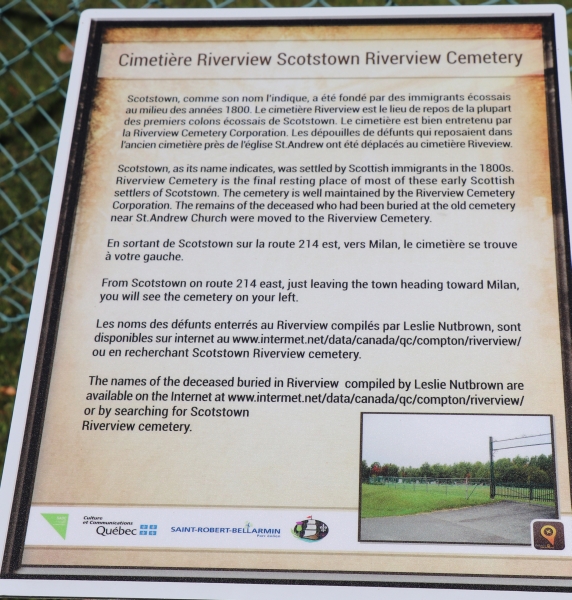 Cimetière Riverview Scotstown Riverview Cemetery
Scotstown, comme son nom l'indique, a été fondé par des immigrants écossais
au milieu des années 1800. Le cimetière Riverview est le lieu de repos de la plupart
des premiers colons écossais de Scotstown. Le cimetière est bien entretenu par
la Riverview Cemetery Corporation. Les dépouilles de défunts qui reposaient dans
l'ancien cimetière près de l'église St.Andrew ont été déplacés au cimetière Riveview.
Scotstown, as its name indicates, was settled by Scottish immigrants in the 1800s.
Riverview Cemetery is the final resting place of most of these early Scottish
settlers of Scotstown. The cemetery is well maintained by the Riverview Cemetery
Corporation. The remains of the deceased who had been buried at the old cemetery
near St.Andrew Church were moved to the Riverview Cemetery.
En sortant de Scotstown sur la route 214 est, vers Milan, le cimetière se trouve
à votre gauche.
From Scotstown on route 214 east, just leaving the town heading toward Milan,
you will see the cemetery on your left.
Les noms des défunts enterrés au Riverview compilés par Leslie Nutbrown, sont
disponibles sur internet au www.intermet.net/data/canada/qc/compton/riverview/
ou en recherchant Scotstown Riverview cemetery.
The names of the deceased buried in Riverview compiled by Leslie Nutbrown are
available on the Internet at www.intermet.net/data/canada/qc/compton/riverview/
or by searching for Scotstown
Riverview cemetery.
Culture
et Communications
Québec
SAINT-ROBERT-BELLARMIN